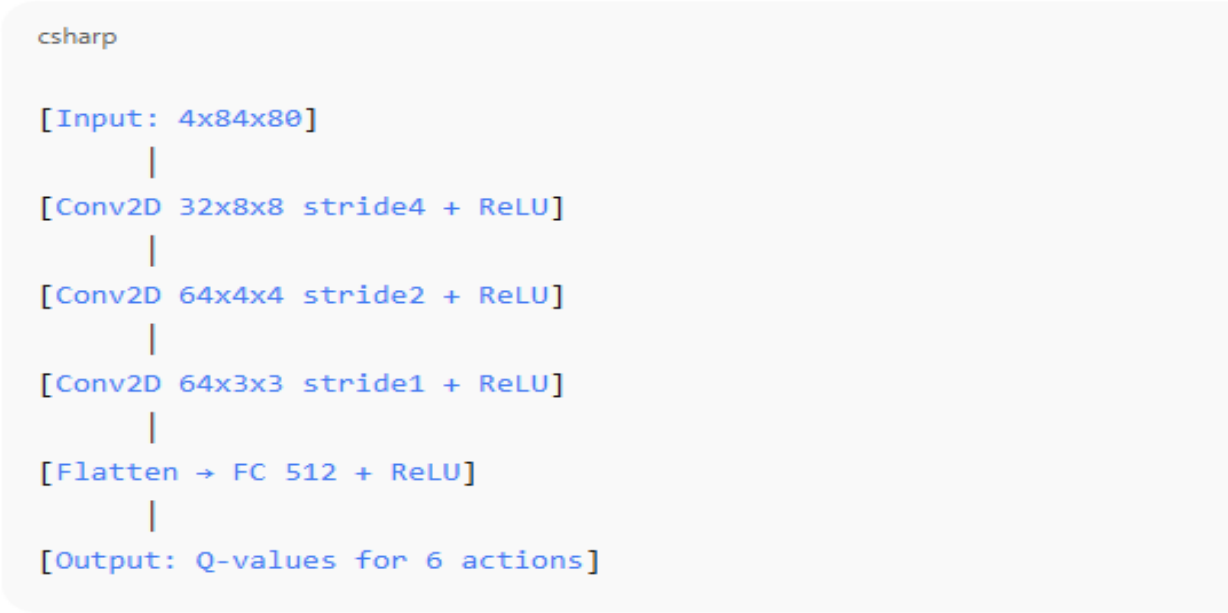 csharp
[Input: 4x84x80]
|
[Conv2D 32x8x8 stride4 + ReLU]
|
[Conv2D 64x4x4 stride2 + ReLU]
|
[Conv2D 64x3x3 stride1 + ReLU]
|
[Flatten → FC 512 + ReLU]
|
[Output: Q-values for 6 actions]